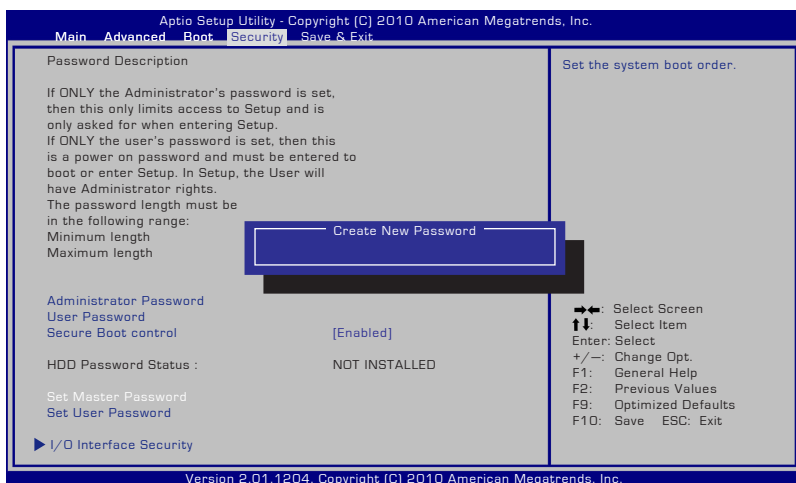 Aptio Setup Utility - Copyright (C) 2010 American Megatrends, Inc.
Main Advanced Boot Security Save & Exit
Password Description
If ONLY the Administrator's password is set,
then this only limits access to Setup and is
only asked for when entering Setup.
If ONLY the user's password is set, then this
is a power on password and must be entered to
boot or enter Setup. In Setup, the User will
have Administrator rights.
The password length must be
in the following range:
Minimum length
Maximum length
Create New Password
Administrator Password
User Password
Secure Boot control [Enabled]
HDD Password Status : NOT INSTALLED
Set Master Password
Set User Password
I/O Interface Security
Set the system boot order.
→←: Select Screen
↑↓: Select Item
Enter: Select
+/—: Change Opt.
F1: General Help
F2: Previous Values
F9: Optimized Defaults
F10: Save ESC: Exit
Version 2.01.1204. Copyright (C) 2010 American Megatrends, Inc.